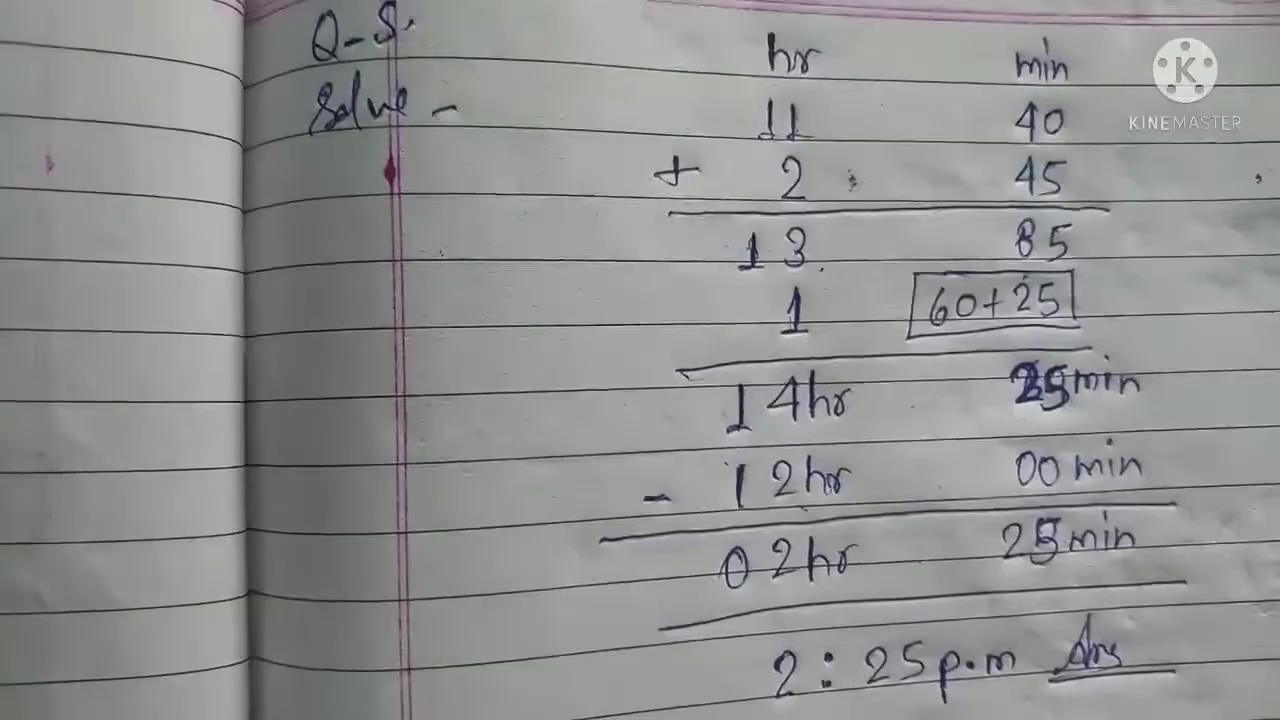 Q-5.
hr min
Solve -
11 40
+ 2 45
13 85
1 60+25
14hr 25min
- 12hr 00min
02hr 25min
2:25p.m Ans
K
KINEMASTER